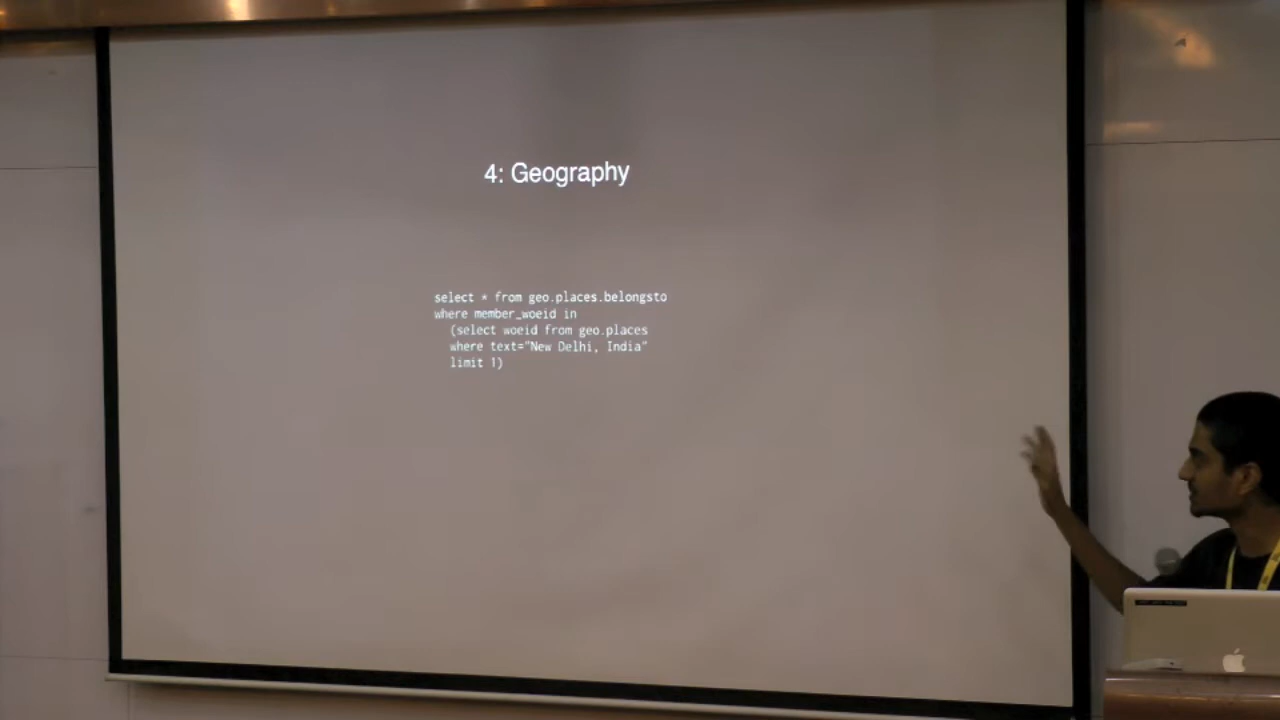 4: Geography
select * from geo.places.belongsto
where member_woeid in
(select woeid from geo.places
where text="New Delhi, India"
limit 1)